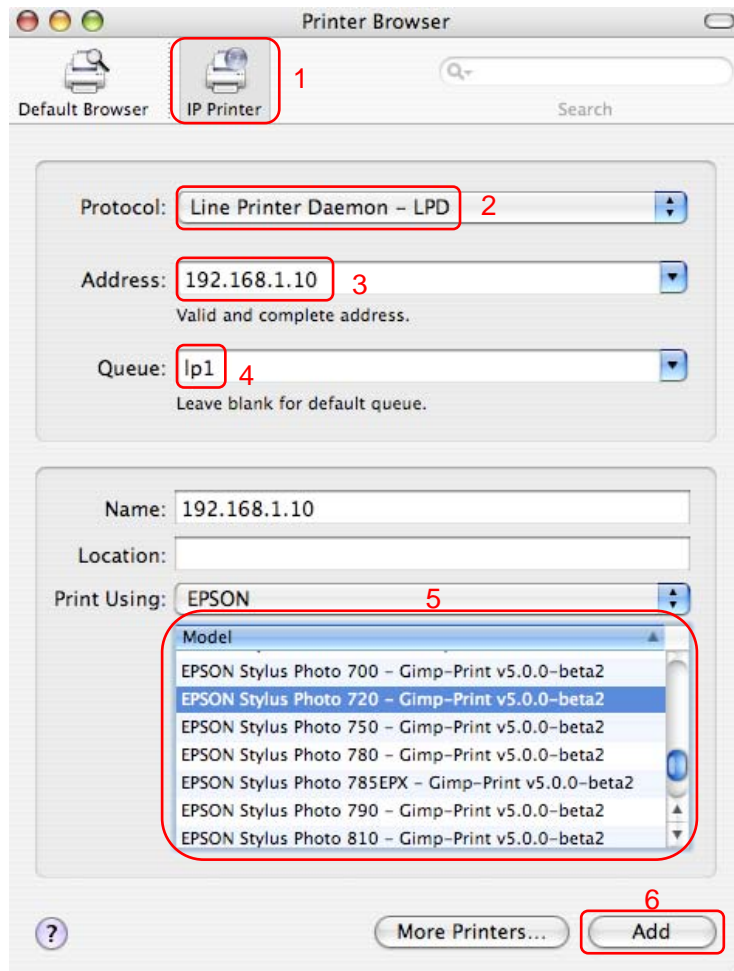 Printer Browser
1
Default Browser
IP Printer
Search
Protocol: Line Printer Daemon – LPD 2
Address: 192.168.1.10 3
Valid and complete address.
Queue: lp1 4
Leave blank for default queue.
Name: 192.168.1.10
Location:
Print Using: EPSON 5
Model
EPSON Stylus Photo 700 – Gimp-Print v5.0.0-beta2
EPSON Stylus Photo 720 – Gimp-Print v5.0.0-beta2
EPSON Stylus Photo 750 – Gimp-Print v5.0.0-beta2
EPSON Stylus Photo 780 – Gimp-Print v5.0.0-beta2
EPSON Stylus Photo 785EPX – Gimp-Print v5.0.0-beta2
EPSON Stylus Photo 790 – Gimp-Print v5.0.0-beta2
EPSON Stylus Photo 810 – Gimp-Print v5.0.0-beta2
6
? More Printers... Add